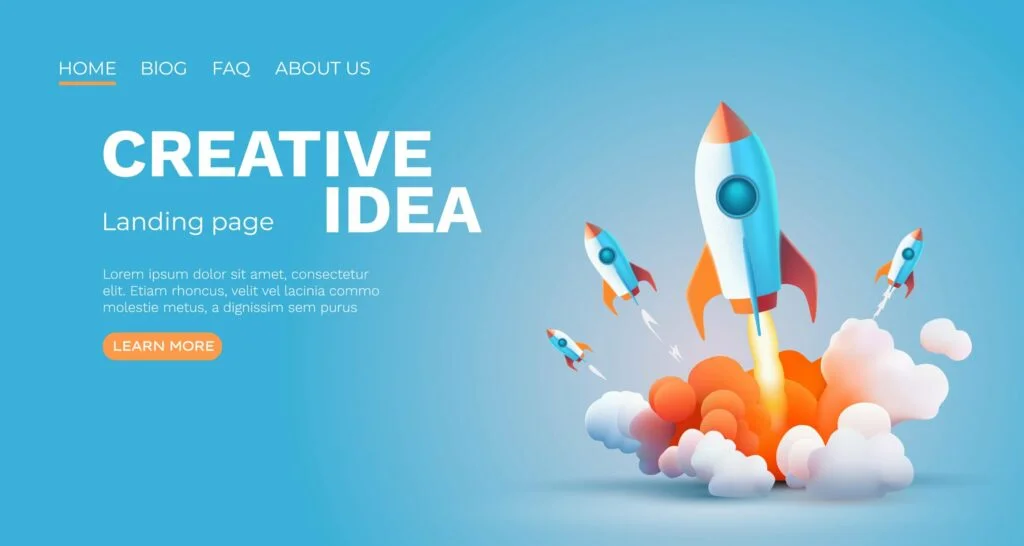 HOME BIOG FAQ ABOUT US
CREATIVE
IDEA
Landing page
Lorem ipsum dolor sit amet, consectetur
elit. Etiam rhoncus, velit vel lacinia commo
molestie metus, a dignissim sem purus
LEARN MORE